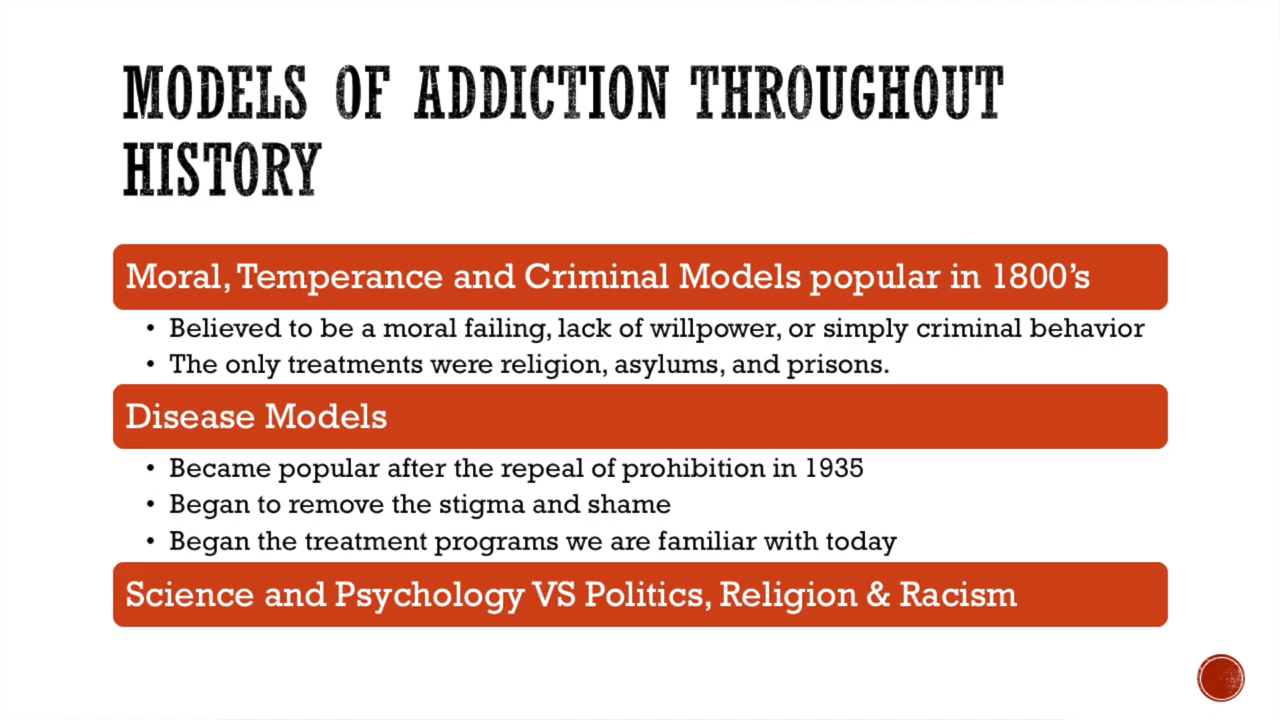 MODELS OF ADDICTION THROUGHOUT
HISTORY
Moral, Temperance and Criminal Models popular in 1800’s
• Believed to be a moral failing, lack of willpower, or simply criminal behavior
• The only treatments were religion, asylums, and prisons.
Disease Models
• Became popular after the repeal of prohibition in 1935
• Began to remove the stigma and shame
• Began the treatment programs we are familiar with today
Science and Psychology VS Politics, Religion & Racism